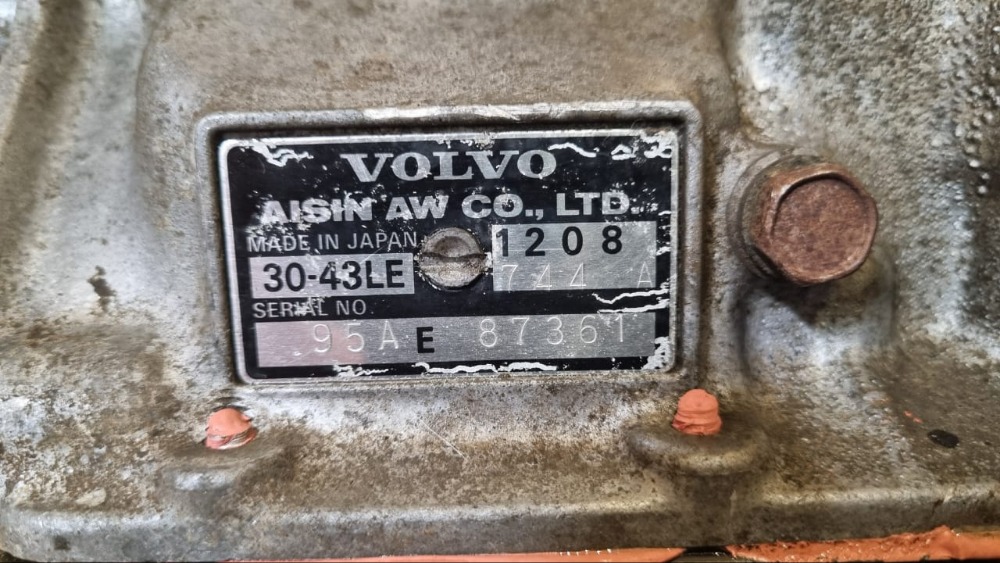 VOLVO
AISIN AW CO., LTD.
MADE IN JAPAN 1208
30-43LE 744 A
SERIAL NO.
95A E 87361